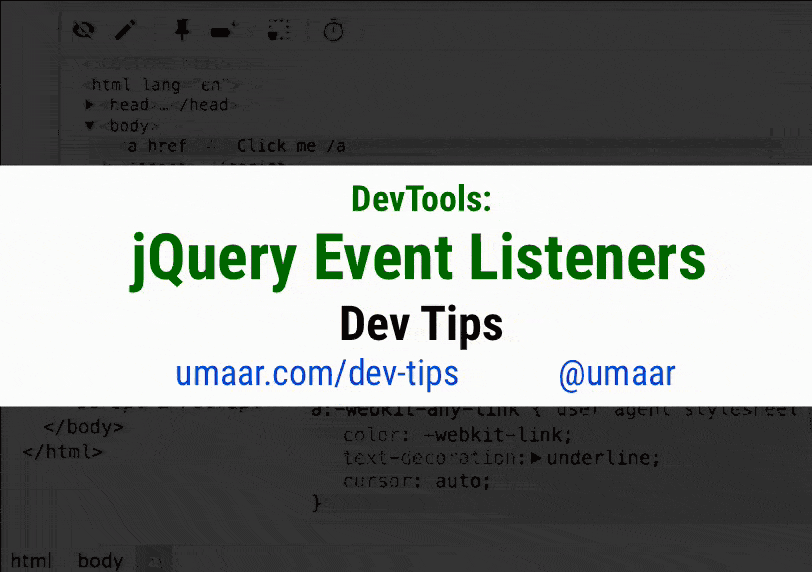 <html lang="en">
▶ <head>…</head>
▼ <body>
a href Click me /a
DevTools:
jQuery Event Listeners
Dev Tips
umaar.com/dev-tips @umaar
a:-webkit-any-link { user agent stylesheet
</body>
color: -webkit-link;
</html>
text-decoration:▶underline;
cursor: auto;
}
html body